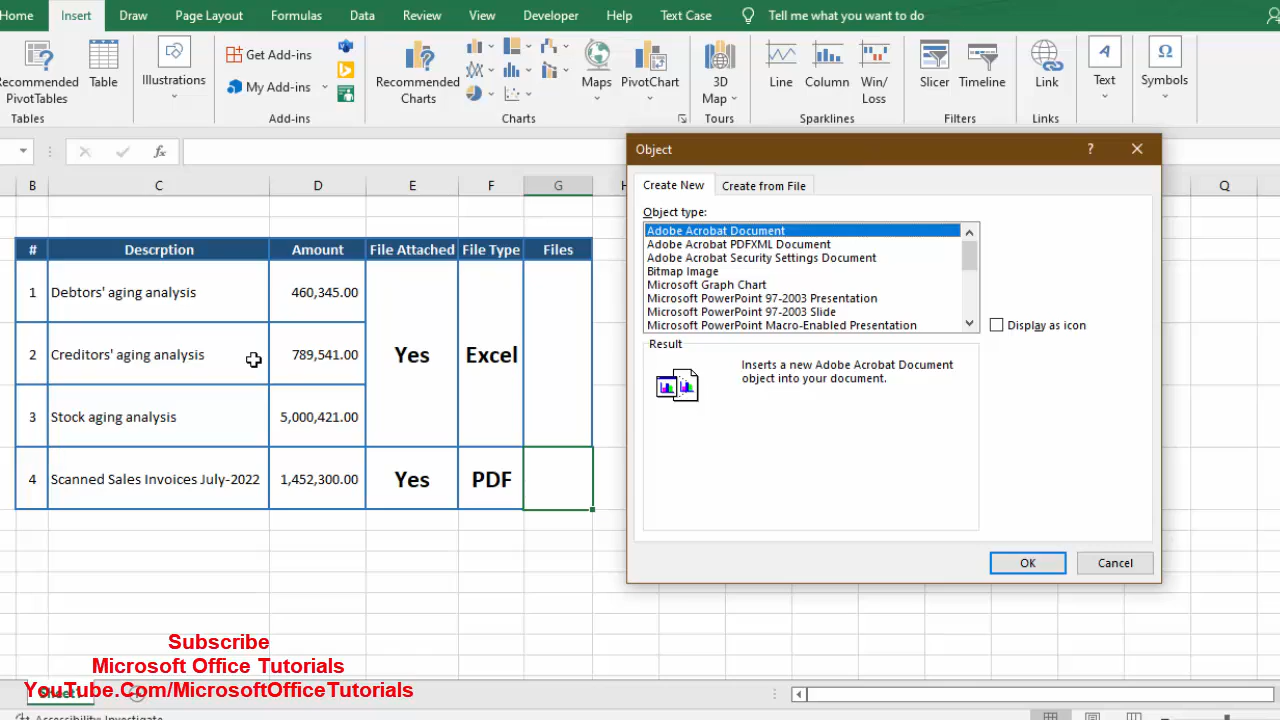 Home Insert Draw Page Layout Formulas Data Review View Developer Help Text Case Tell me what you want to do
Recommended
PivotTables
Table
Tables
Illustrations
Get Add-ins
My Add-ins
Add-ins
Recommended
Charts
Maps
PivotChart
Charts
3D
Map
Tours
Line
Column
Win/
Loss
Sparklines
Slicer
Timeline
Filters
Link
Links
A
Text
Ω
Symbols
fx
B C D E F G H Q
# Descrption Amount File Attached File Type Files
1 Debtors' aging analysis 460,345.00
2 Creditors' aging analysis 789,541.00 Yes Excel
3 Stock aging analysis 5,000,421.00
4 Scanned Sales Invoices July-2022 1,452,300.00 Yes PDF
Object
?
Create New Create from File
Object type:
Adobe Acrobat Document
Adobe Acrobat PDFXML Document
Adobe Acrobat Security Settings Document
Bitmap Image
Microsoft Graph Chart
Microsoft PowerPoint 97-2003 Presentation
Microsoft PowerPoint 97-2003 Slide
Microsoft PowerPoint Macro-Enabled Presentation
Display as icon
Result
Inserts a new Adobe Acrobat Document
object into your document.
OK Cancel
Subscribe
Microsoft Office Tutorials
YouTube.Com/MicrosoftOfficeTutorials
Sheet1
Accessibility: Investigate